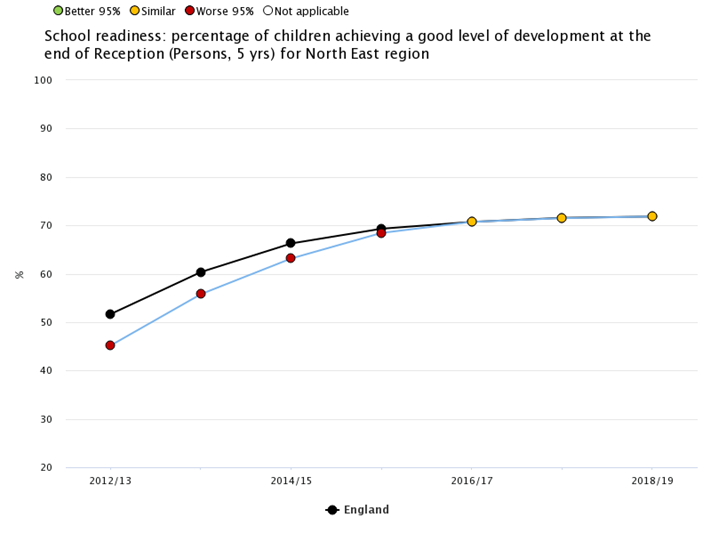 Better 95% Similar Worse 95% Not applicable
School readiness: percentage of children achieving a good level of development at the
end of Reception (Persons, 5 yrs) for North East region
100
90
80
70
60
50
40
30
20
%
2012/13 2014/15 2016/17 2018/19
England